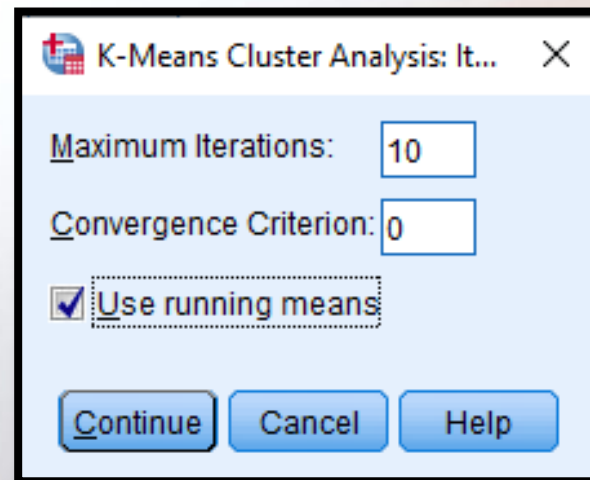 K-Means Cluster Analysis: It...
Maximum Iterations: 10
Convergence Criterion: 0
Use running means
Continue Cancel Help